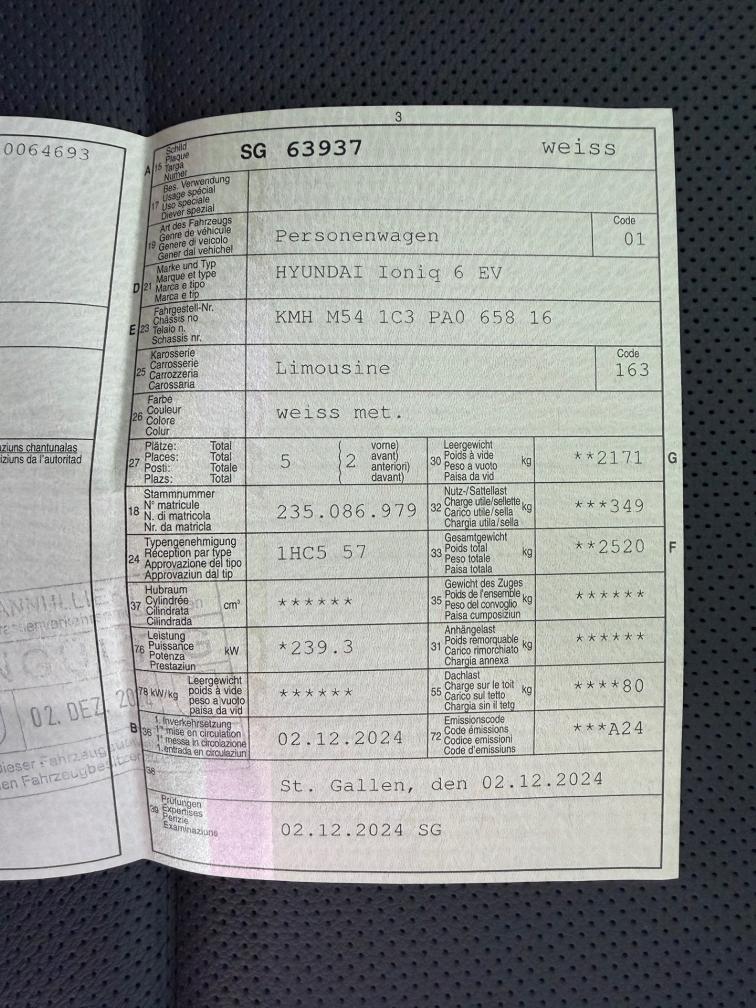 3
0064693
A 15 Schild
Plaque
Targa
Numer
SG 63937 weiss
17 Bes. Verwendung
Usage spécial
Uso speciale
Diever spezial
19 Art des Fahrzeugs
Genre de véhicule
Genere di veicolo
Gener dal vehichel
Personenwagen
Code
01
D 21 Marke und Typ
Marque et type
Marca e tipo
Marca e tip
HYUNDAI Ioniq 6 EV
E 23 Fahrgestell-Nr.
Châssis no
Telaio n.
Schassis nr.
KMH M54 1C3 PA0 658 16
25 Karosserie
Carrosserie
Carrozzeria
Carossaria
Limousine
Code
163
26 Farbe
Couleur
Colore
Colur
weiss met.
27 Plätze: Total
Places: Total
Posti: Totale
Plazs: Total
5 (2 vorne)
avant)
anteriori)
davant)
30 Leergewicht
Poids à vide
Peso a vuoto
Paisa da vid
kg
**2171
G
18 Stammnummer
N° matricule
N. di matricola
Nr. da matricla
235.086.979
32 Nutz-/Sattellast
Charge utile/sellette
Carico utile/sella
Chargia utila/sella
kg
***349
24 Typengenehmigung
Réception par type
Approvazione del tipo
Approvaziun dal tip
1HC5 57
33 Gesamtgewicht
Poids total
Peso totale
Paisa totala
kg
**2520
F
37 Hubraum
Cylindrée
Cilindrata
Cilindrada
cm³
******
35 Gewicht des Zuges
Poids de l'ensemble
Peso del convoglio
Paisa cumposiziun
kg
******
76 Leistung
Puissance
Potenza
Prestaziun
kW
*239.3
31 Anhängelast
Poids remorquable
Carico rimorchiato
Chargia annexa
kg
******
78 kW/kg Leergewicht
poids à vide
peso a vuoto
paisa da vid
******
55 Dachlast
Charge sur le toit
Carico sul tetto
Chargia sin il tetg
kg
****80
B 36 1. Inverkehrsetzung
1re mise en circulation
1a messa in circolazione
1. entrada en circulaziun
02.12.2024
72 Emissionscode
Code émissions
Codice emissioni
Code d'emissiuns
***A24
38
St. Gallen, den 02.12.2024
39 Prüfungen
Expertises
Perizie
Examinaziuns
02.12.2024 SG
ziuns chantunalas
iziuns da l'autoritad
02. DEZ. 2024